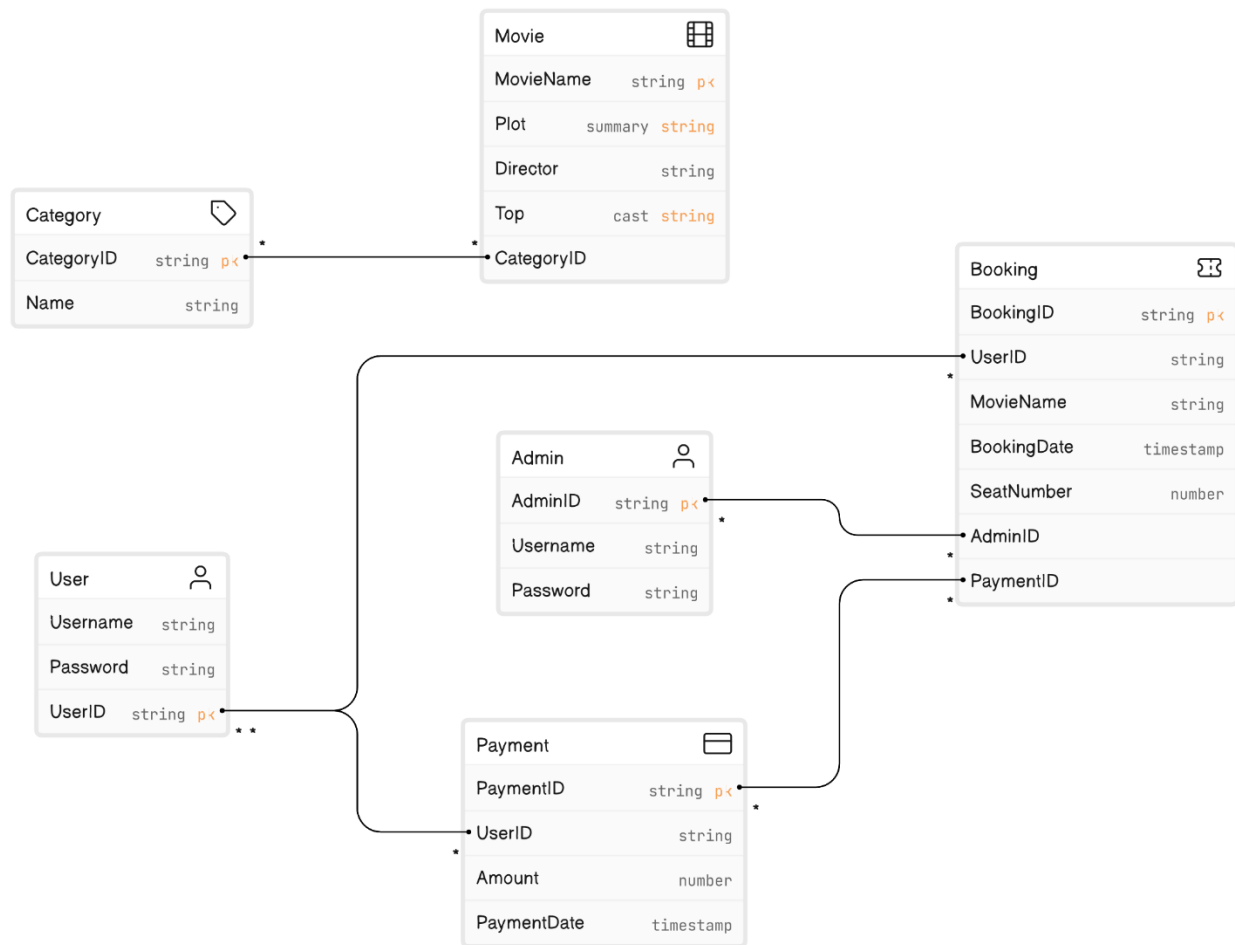 Movie
MovieName string p<
Plot summary string
Director string
Top cast string
CategoryID
Category
CategoryID string p<
Name string
* *
Booking
BookingID string p<
UserID string
*
MovieName string
BookingDate timestamp
SeatNumber number
AdminID
*
PaymentID
*
Admin
AdminID string p<
*
Username string
Password string
User
Username string
Password string
UserID string p<
* *
Payment
PaymentID string p<
*
UserID string
*
Amount number
PaymentDate timestamp